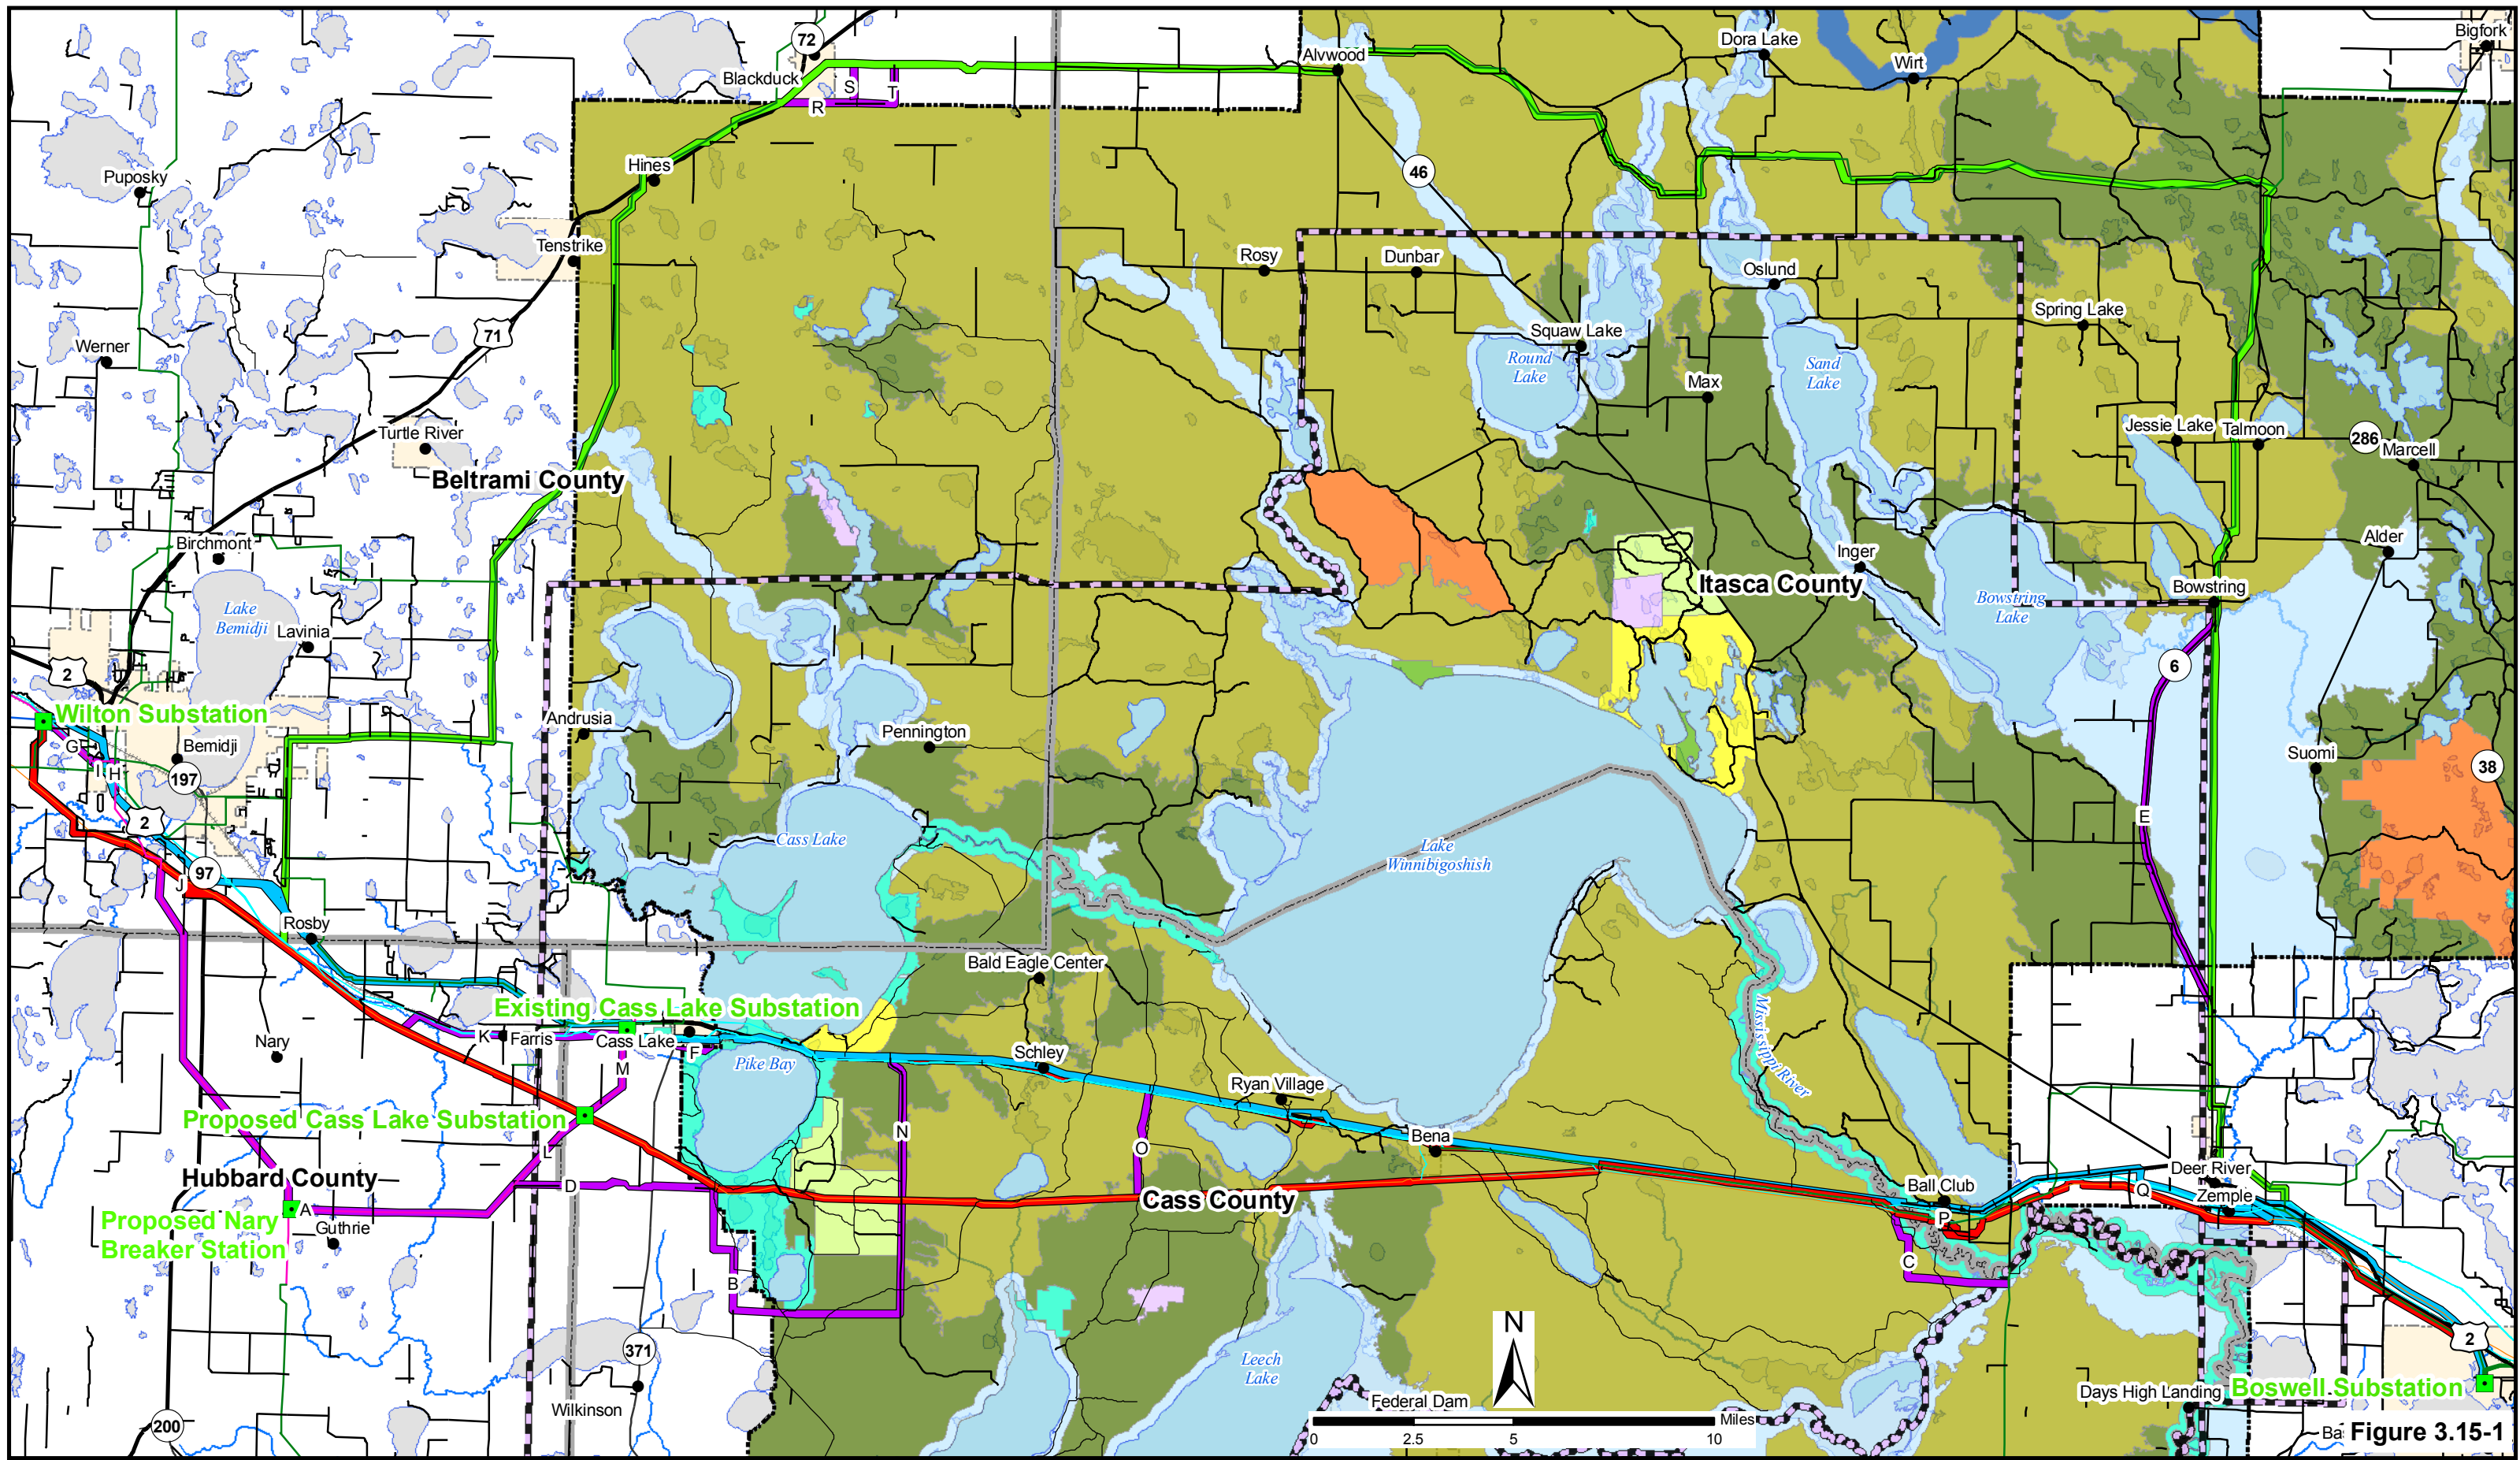 72
Blackduck
S
T
R
Alvwood
Dora Lake
Wirt
Bigfork
Puposky
Hines
46
Tenstrike
Rosy
Dunbar
Oslund
Spring Lake
Werner
71
Squaw Lake
Round
Lake
Sand
Lake
Max
Turtle River
Jessie Lake
Talmoon
286
Marcell
Beltrami County
Birchmont
Inger
Alder
Itasca County
Bowstring
Lake
Bowstring
Lake
Bemidji
Lavinia
2
6
Wilton Substation
G
Bemidji
I
H
197
Andrusia
Pennington
Suomi
38
2
E
Cass Lake
Lake
Winnibigoshish
97
J
Rosby
Bald Eagle Center
Existing Cass Lake Substation
Mississippi River
K
Farris
Cass Lake
F
Nary
Pike Bay
Schley
M
Ryan Village
Proposed Cass Lake Substation
N
O
Bena
L
Hubbard County
D
Cass County
Ball Club
Deer River
Q
Zemple
Proposed Nary
Breaker Station
A
Guthrie
P
B
C
N
371
Leech
Lake
Wilkinson
Federal Dam
Miles
0
2.5
5
10
Days High Landing
Boswell Substation
2
200
Ba
Figure 3.15-1